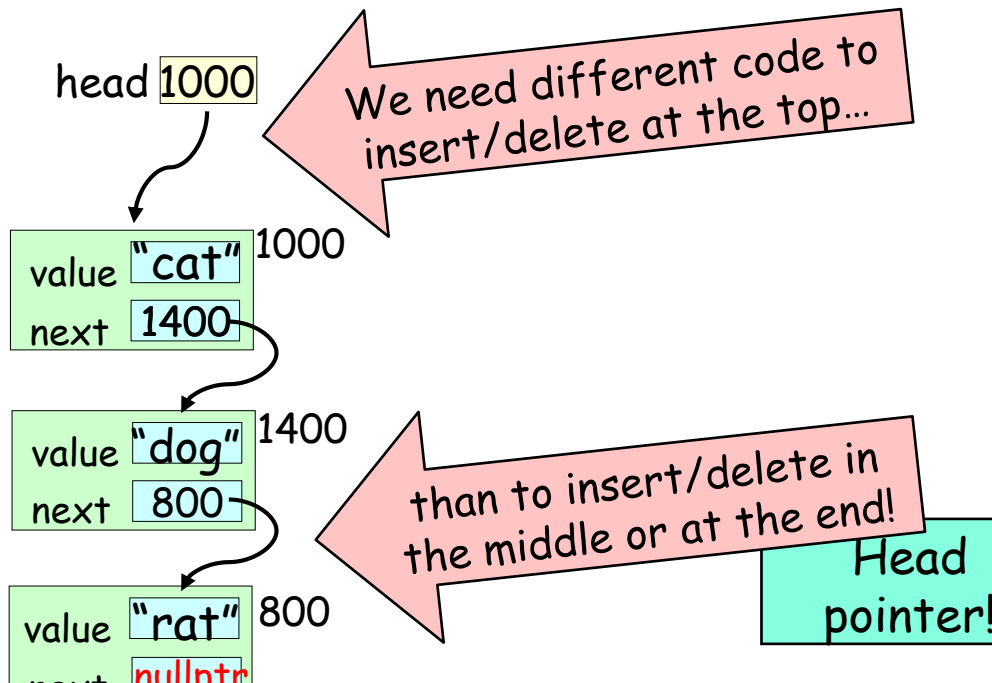 head 1000
We need different code to
insert/delete at the top…
1000
value "cat"
next 1400
1400
value "dog"
next 800
than to insert/delete in
the middle or at the end!
Head
pointer!
800
value "rat"
next nullptr